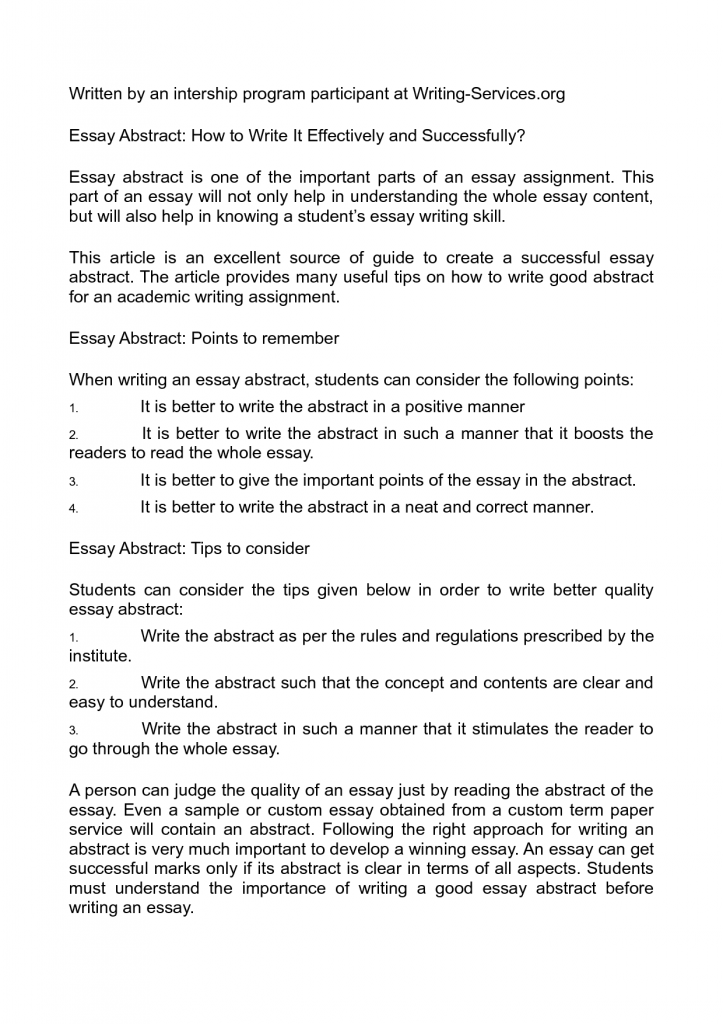 Written by an intership program participant at Writing-Services.org
Essay Abstract: How to Write It Effectively and Successfully?
Essay abstract is one of the important parts of an essay assignment. This
part of an essay will not only help in understanding the whole essay content,
but will also help in knowing a student’s essay writing skill.
This article is an excellent source of guide to create a successful essay
abstract. The article provides many useful tips on how to write good abstract
for an academic writing assignment.
Essay Abstract: Points to remember
When writing an essay abstract, students can consider the following points:
1. It is better to write the abstract in a positive manner
2. It is better to write the abstract in such a manner that it boosts the
readers to read the whole essay.
3. It is better to give the important points of the essay in the abstract.
4. It is better to write the abstract in a neat and correct manner.
Essay Abstract: Tips to consider
Students can consider the tips given below in order to write better quality
essay abstract:
1. Write the abstract as per the rules and regulations prescribed by the
institute.
2. Write the abstract such that the concept and contents are clear and
easy to understand.
3. Write the abstract in such a manner that it stimulates the reader to
go through the whole essay.
A person can judge the quality of an essay just by reading the abstract of the
essay. Even a sample or custom essay obtained from a custom term paper
service will contain an abstract. Following the right approach for writing an
abstract is very much important to develop a winning essay. An essay can get
successful marks only if its abstract is clear in terms of all aspects. Students
must understand the importance of writing a good essay abstract before
writing an essay.